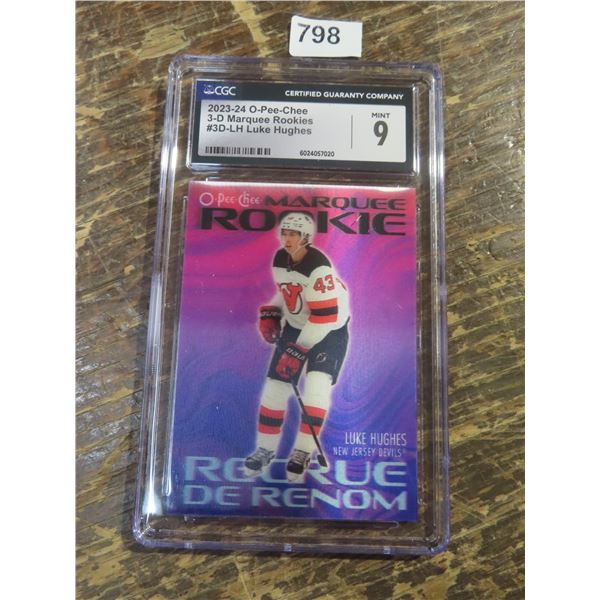 798
CGC
CERTIFIED GUARANTY COMPANY
2023-24 O-Pee-Chee
3-D Marquee Rookies
#3D-LH Luke Hughes
MINT
9
6024057020
O-Pee-Chee MARQUEE
ROOKIE
43
LUKE HUGHES
NEW JERSEY DEVILS
RECRUE
DE RENOM